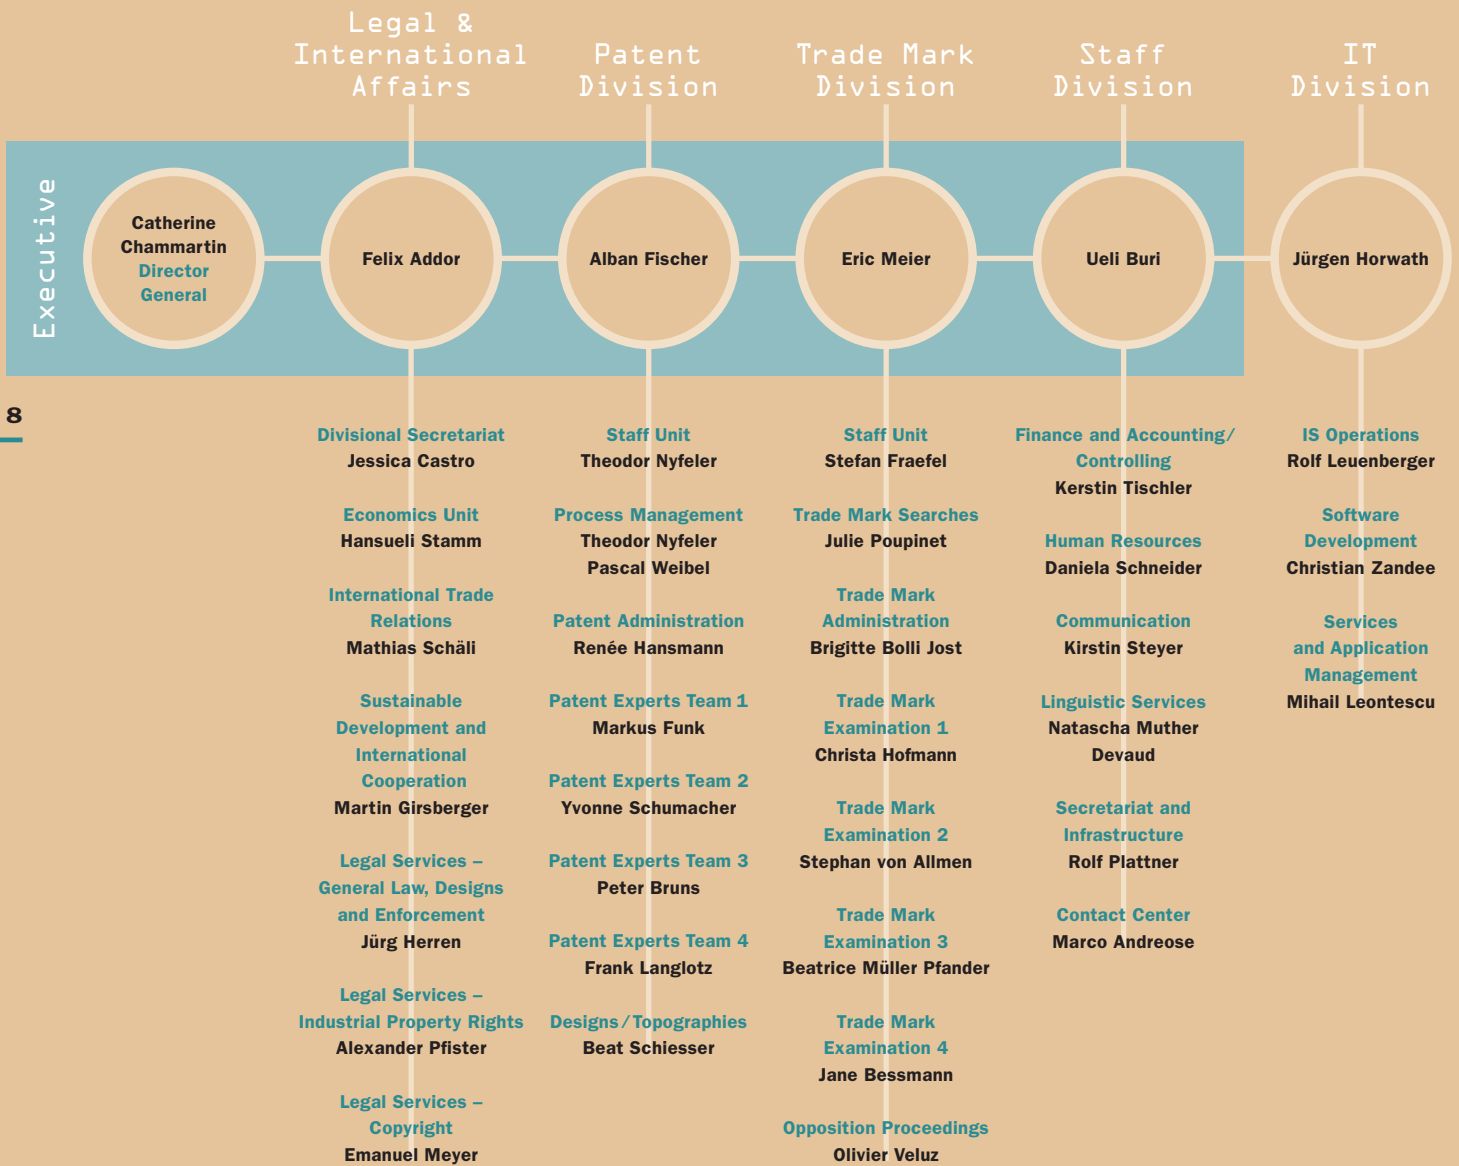 Legal &
International
Affairs
Patent
Division
Trade Mark
Division
Staff
Division
IT
Division
Executive
Catherine
Chammartin
Director
General
Felix Addor
Alban Fischer
Eric Meier
Ueli Buri
Jürgen Horwath
8
Divisional Secretariat
Jessica Castro
Economics Unit
Hansueli Stamm
International Trade
Relations
Mathias Schäli
Sustainable
Development and
International
Cooperation
Martin Girsberger
Legal Services –
General Law, Designs
and Enforcement
Jürg Herren
Legal Services –
Industrial Property Rights
Alexander Pfister
Legal Services –
Copyright
Emanuel Meyer
Staff Unit
Theodor Nyfeler
Process Management
Theodor Nyfeler
Pascal Weibel
Patent Administration
Renée Hansmann
Patent Experts Team 1
Markus Funk
Patent Experts Team 2
Yvonne Schumacher
Patent Experts Team 3
Peter Bruns
Patent Experts Team 4
Frank Langlotz
Designs/Topographies
Beat Schiesser
Staff Unit
Stefan Fraefel
Trade Mark Searches
Julie Poupinet
Trade Mark
Administration
Brigitte Bolli Jost
Trade Mark
Examination 1
Christa Hofmann
Trade Mark
Examination 2
Stephan von Allmen
Trade Mark
Examination 3
Beatrice Müller Pfander
Trade Mark
Examination 4
Jane Bessmann
Opposition Proceedings
Olivier Veluz
Finance and Accounting/
Controlling
Kerstin Tischler
Human Resources
Daniela Schneider
Communication
Kirstin Steyer
Linguistic Services
Natascha Muther
Devaud
Secretariat and
Infrastructure
Rolf Plattner
Contact Center
Marco Andreose
IS Operations
Rolf Leuenberger
Software
Development
Christian Zandee
Services
and Application
Management
Mihail Leontescu